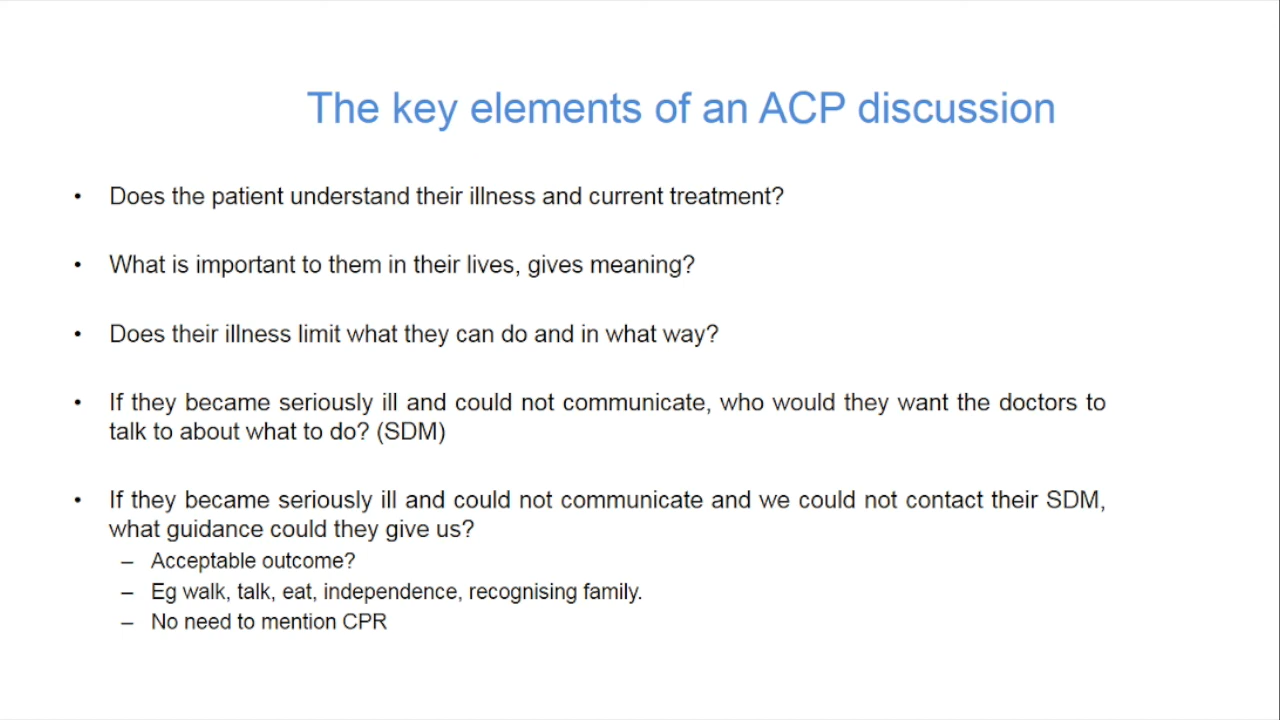 The key elements of an ACP discussion
• Does the patient understand their illness and current treatment?
• What is important to them in their lives, gives meaning?
• Does their illness limit what they can do and in what way?
• If they became seriously ill and could not communicate, who would they want the doctors to
talk to about what to do? (SDM)
• If they became seriously ill and could not communicate and we could not contact their SDM,
what guidance could they give us?
– Acceptable outcome?
– Eg walk, talk, eat, independence, recognising family.
– No need to mention CPR